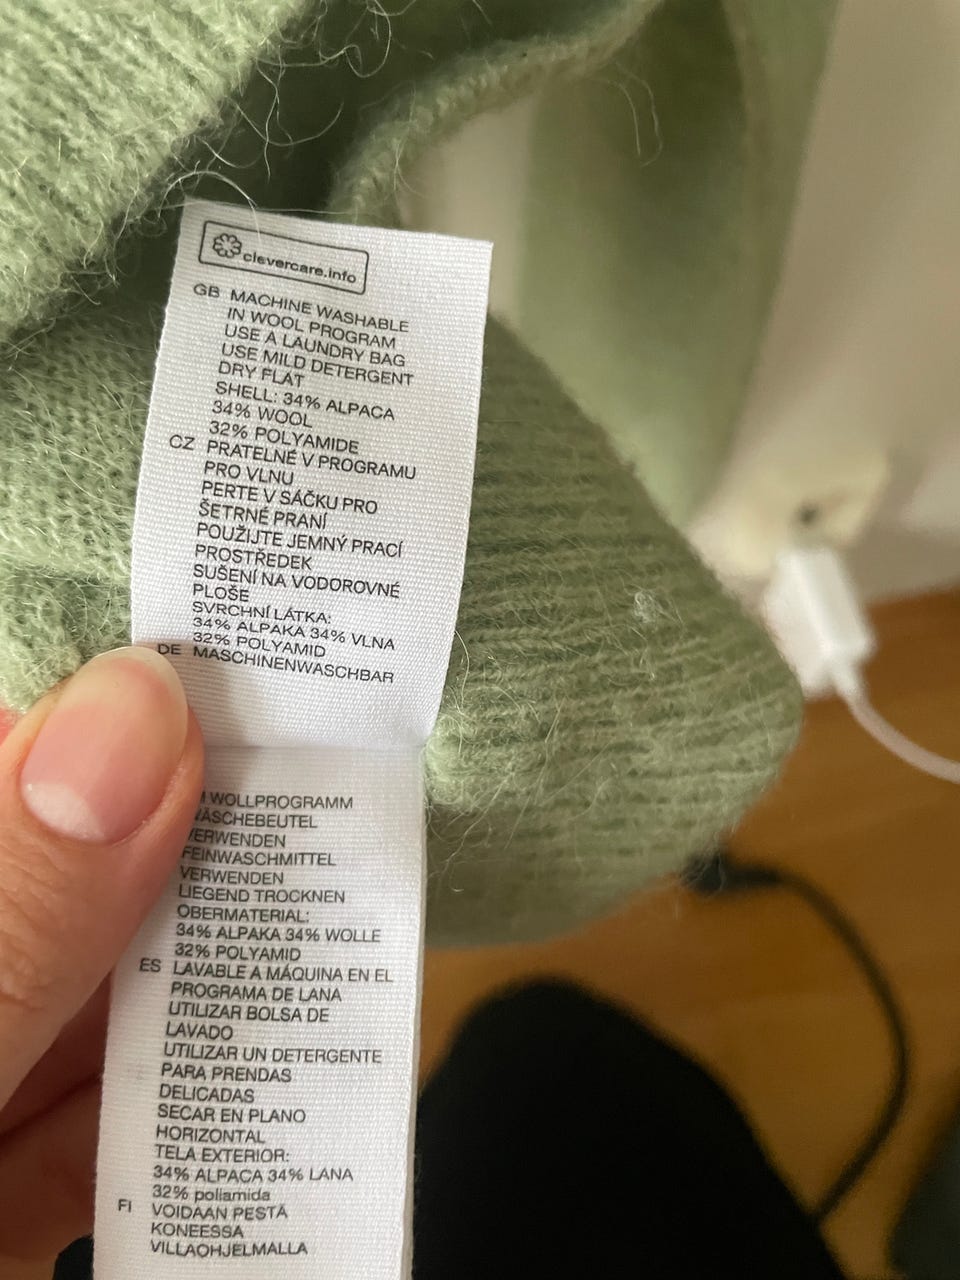 clevercare.info
GB MACHINE WASHABLE
IN WOOL PROGRAM
USE A LAUNDRY BAG
USE MILD DETERGENT
DRY FLAT
SHELL: 34% ALPACA
34% WOOL
32% POLYAMIDE
CZ PRATELNÉ V PROGRAMU
PRO VLNU
PERTE V SÁČKU PRO
ŠETRNÉ PRANÍ
POUŽIJTE JEMNÝ PRACÍ
PROSTŘEDEK
SUŠENÍ NA VODOROVNÉ
PLOŠE
SVRCHNÍ LÁTKA:
34% ALPAKA 34% VLNA
32% POLYAMID
DE MASCHINENWASCHBAR
WOLLPROGRAMM
WÄSCHEBEUTEL
VERWENDEN
FEINWASCHMITTEL
VERWENDEN
LIEGEND TROCKNEN
OBERMATERIAL:
34% ALPAKA 34% WOLLE
32% POLYAMID
ES LAVABLE A MÁQUINA EN EL
PROGRAMA DE LANA
UTILIZAR BOLSA DE
LAVADO
UTILIZAR UN DETERGENTE
PARA PRENDAS
DELICADAS
SECAR EN PLANO
HORIZONTAL
TELA EXTERIOR:
34% ALPACA 34% LANA
32% poliamida
FI VOIDAAN PESTÄ
KONEESSA
VILLAOHJELMALLA